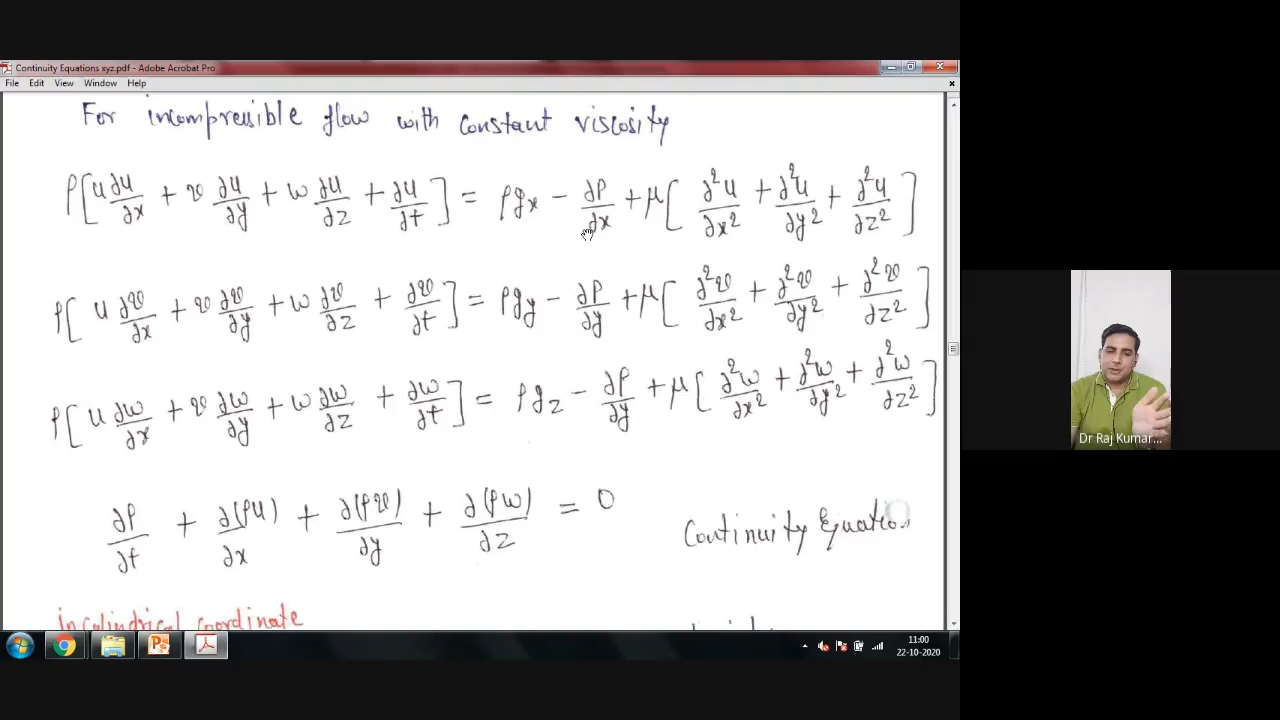 Continuity Equations xyz.pdf - Adobe Acrobat Pro
File Edit View Window Help
For incompressible flow with constant viscosity
ρ[u ∂u/∂x + v ∂u/∂y + w ∂u/∂z + ∂u/∂t] = ρgx − ∂P/∂x + μ[∂²u/∂x² + ∂²u/∂y² + ∂²u/∂z²]
ρ[u ∂v/∂x + v ∂v/∂y + w ∂v/∂z + ∂v/∂t] = ρgy − ∂P/∂y + μ[∂²v/∂x² + ∂²v/∂y² + ∂²v/∂z²]
ρ[u ∂w/∂x + v ∂w/∂y + w ∂w/∂z + ∂w/∂t] = ρgz − ∂P/∂y + μ[∂²w/∂x² + ∂²w/∂y² + ∂²w/∂z²]
∂ρ/∂t + ∂(ρu)/∂x + ∂(ρv)/∂y + ∂(ρw)/∂z = 0 Continuity Equation
In cylindrical coordinate
11:00
22-10-2020
Dr Raj Kumar...